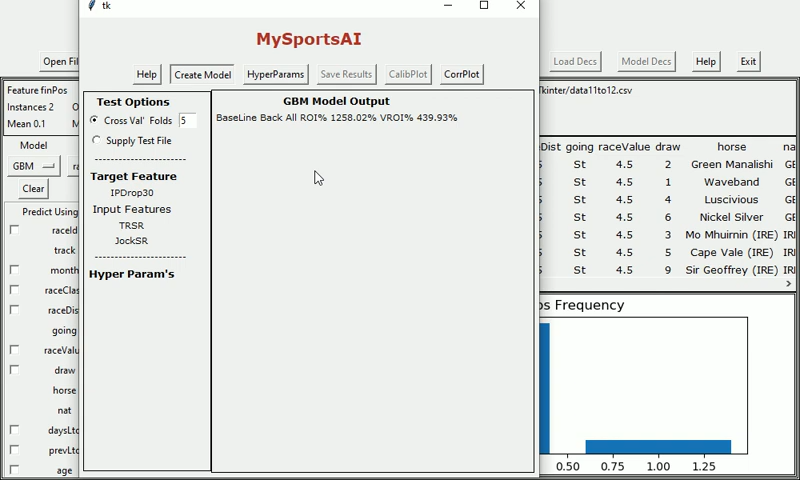 tk
MySportsAI
Open Fil
Load Decs
Model Decs
Help
Exit
Help
Create Model
HyperParams
Save Results
CalibPlot
CorrPlot
Feature finPos
Instances 2
Mean 0.1
Model
GBM
Clear
Predict Using
raceId
track
month
raceClas
raceDis
going
raceValu
draw
horse
nat
daysLto
prevLto
age
Test Options
Cross Val' Folds 5
Supply Test File
----------------------
Target Feature
IPDrop30
Input Features
TRSR
JockSR
----------------------
Hyper Param's
GBM Model Output
BaseLine Back All ROI% 1258.02% VROI% 439.93%
kinter/data11to12.csv
Dist going raceValue draw horse na
St 4.5 2 Green Manalishi
St 4.5 1 Waveband
St 4.5 4 Luscivious
St 4.5 6 Nickel Silver
St 4.5 3 Mo Mhuirnin (IRE)
St 4.5 5 Cape Vale (IRE)
St 4.5 9 Sir Geoffrey (IRE)
os Frequency
0.50 0.75 1.00 1.25